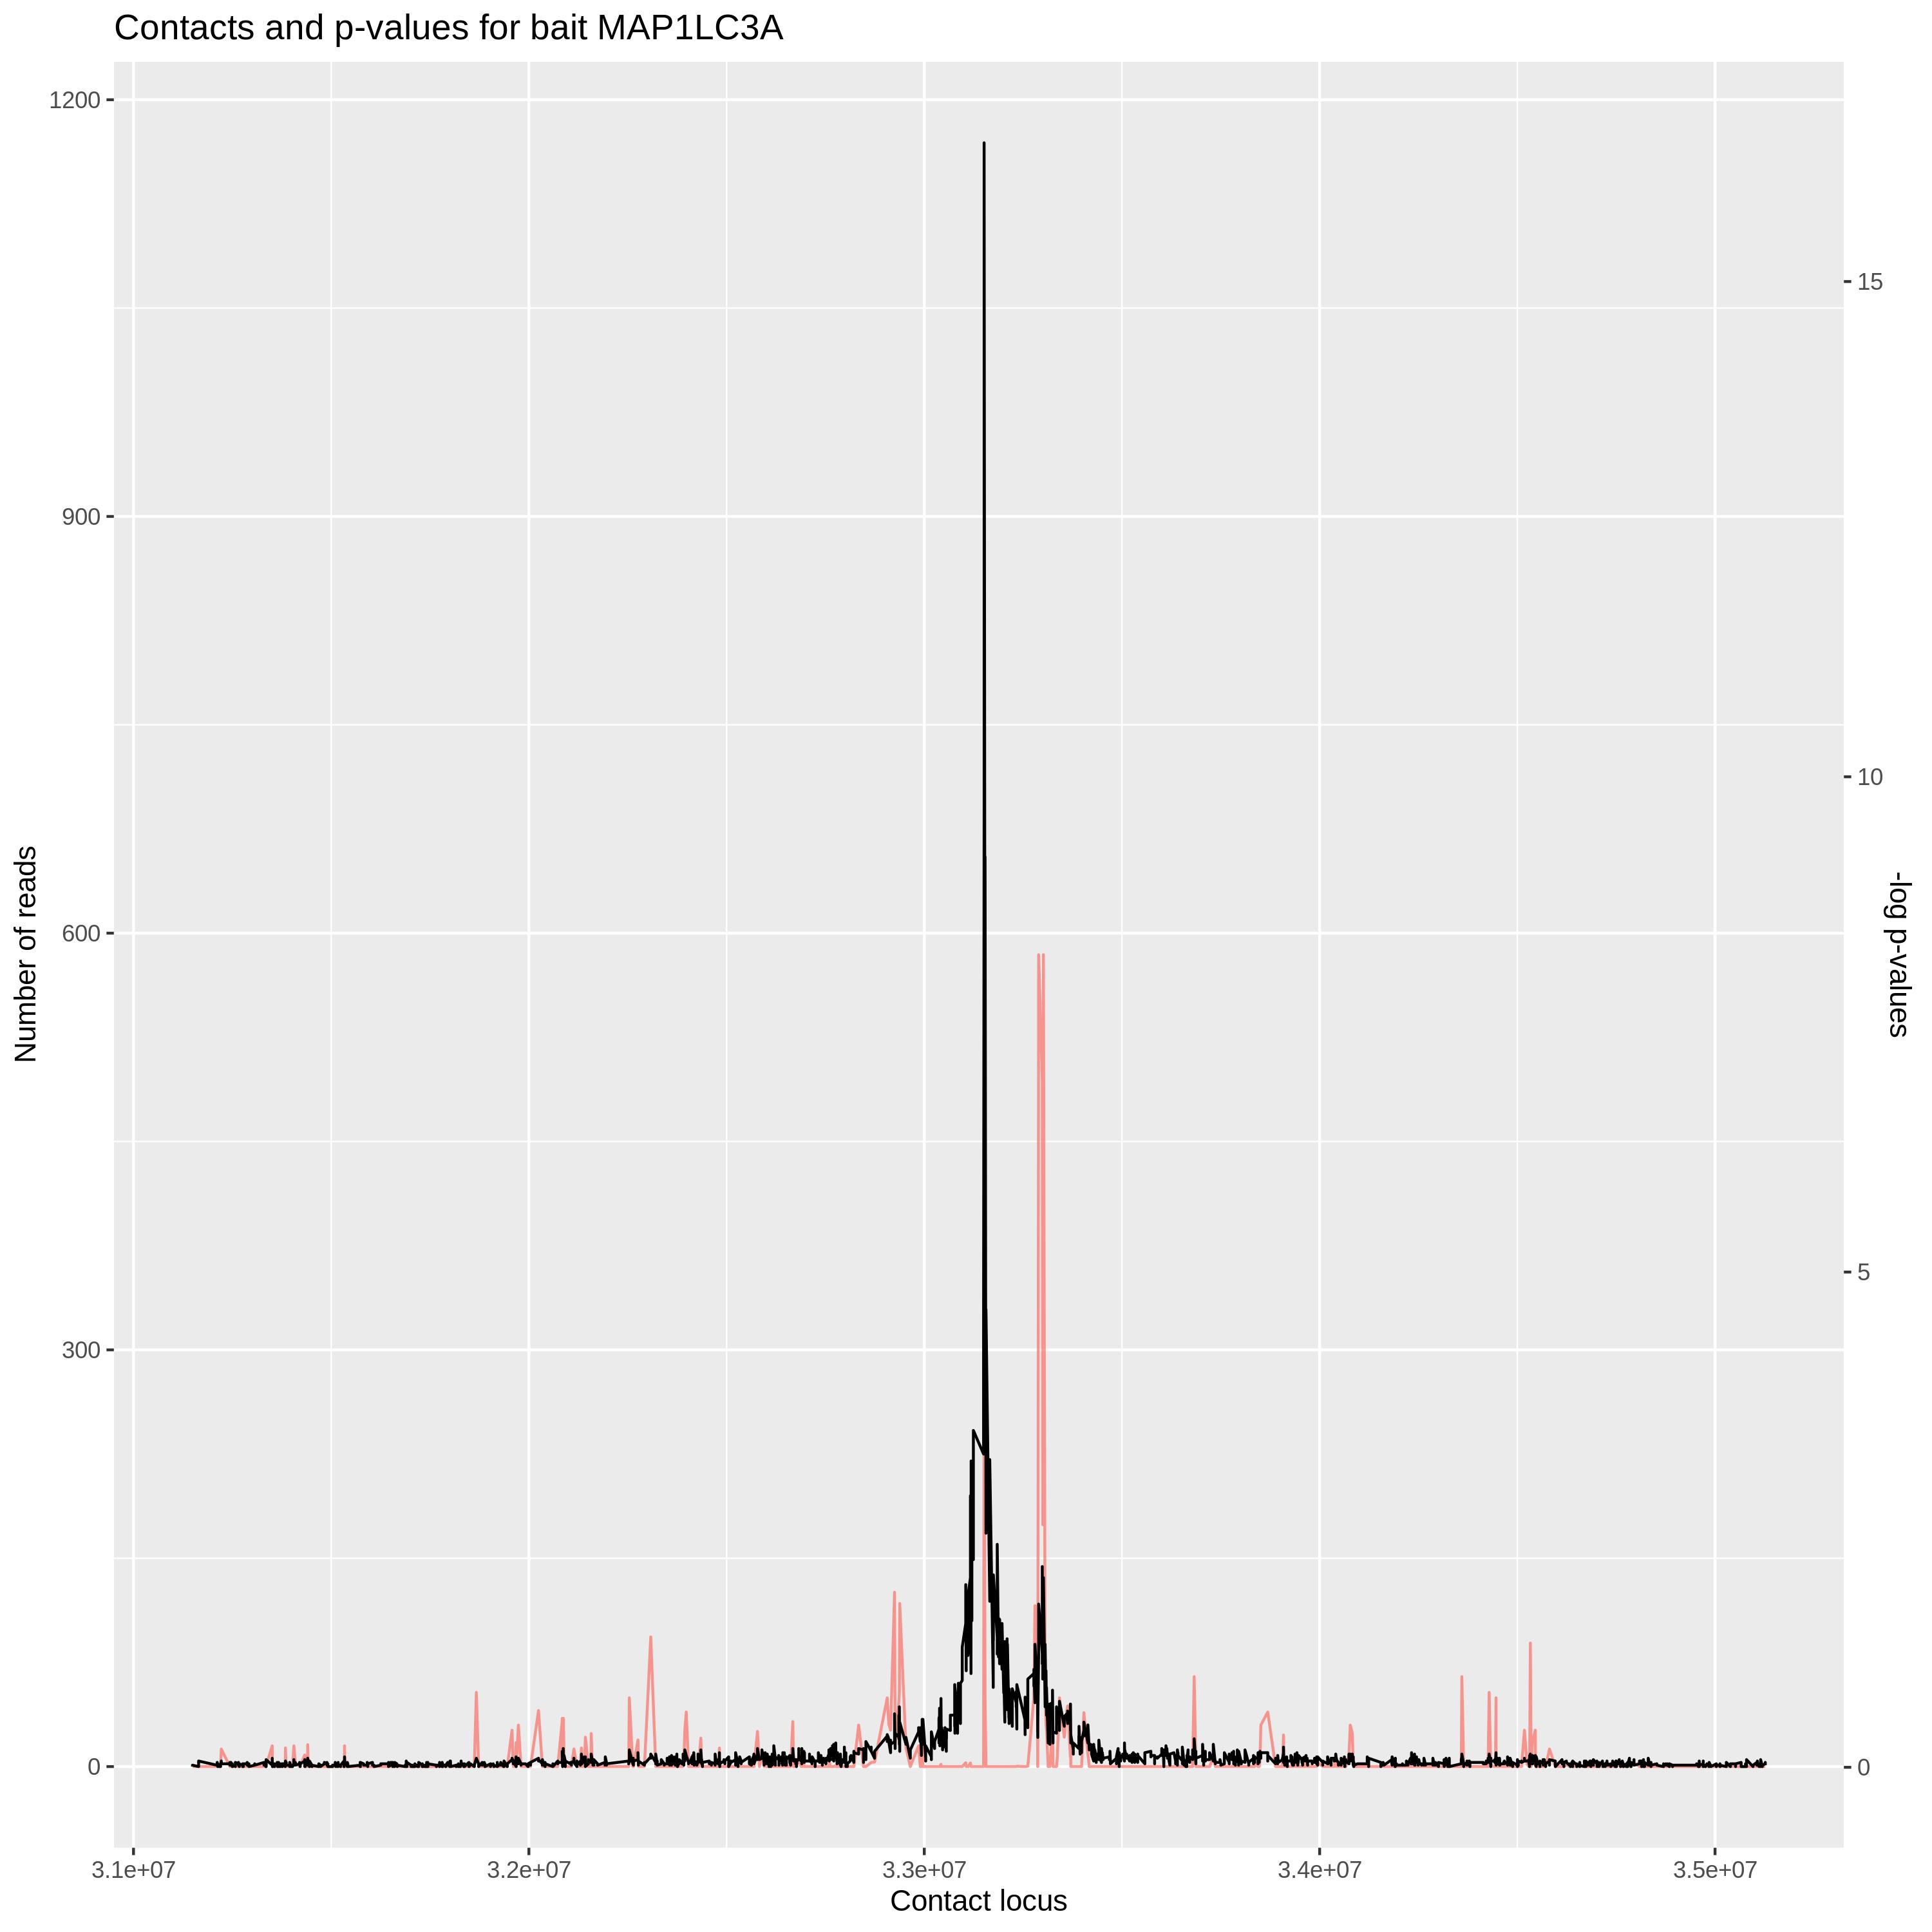 Contacts and p-values for bait MAP1LC3A
1200
900
600
300
0
Number of reads
15
10
5
0
-log p-values
3.1e+07
3.2e+07
3.3e+07
3.4e+07
3.5e+07
Contact locus